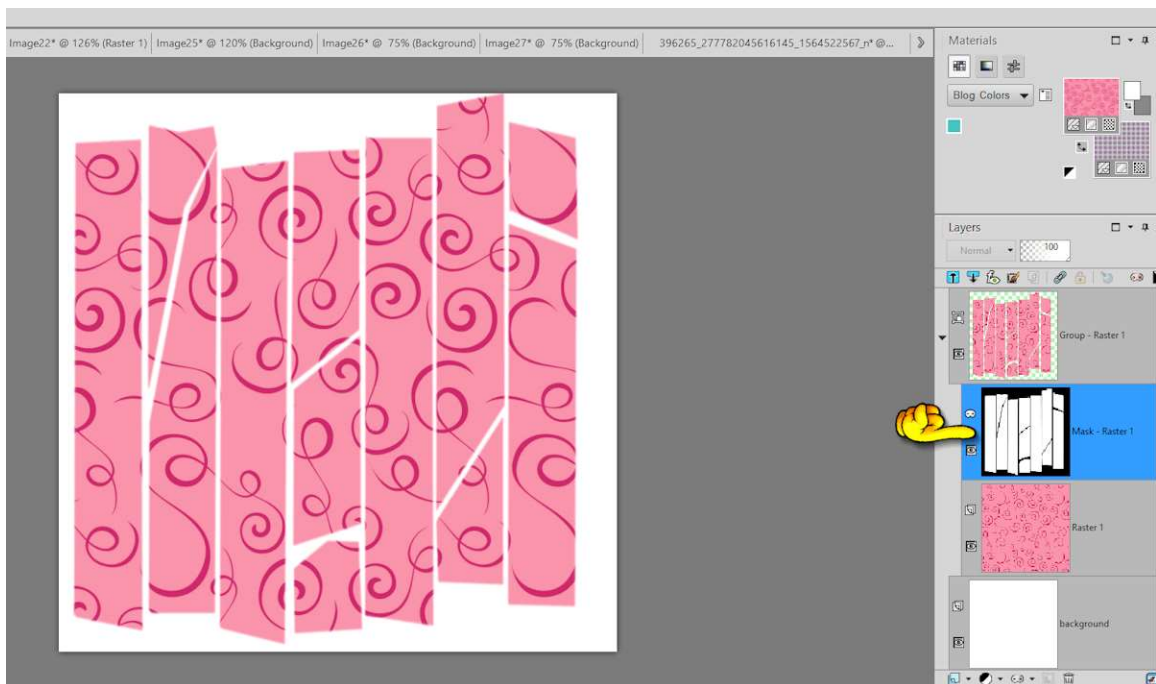 Image22* @ 126% (Raster 1) Image25* @ 120% (Background) Image26* @ 75% (Background) Image27* @ 75% (Background) 396265_277782045616145_1564522567_n* @...
Materials
Blog Colors
Layers
Normal 100
Group - Raster 1
Mask - Raster 1
Raster 1
background